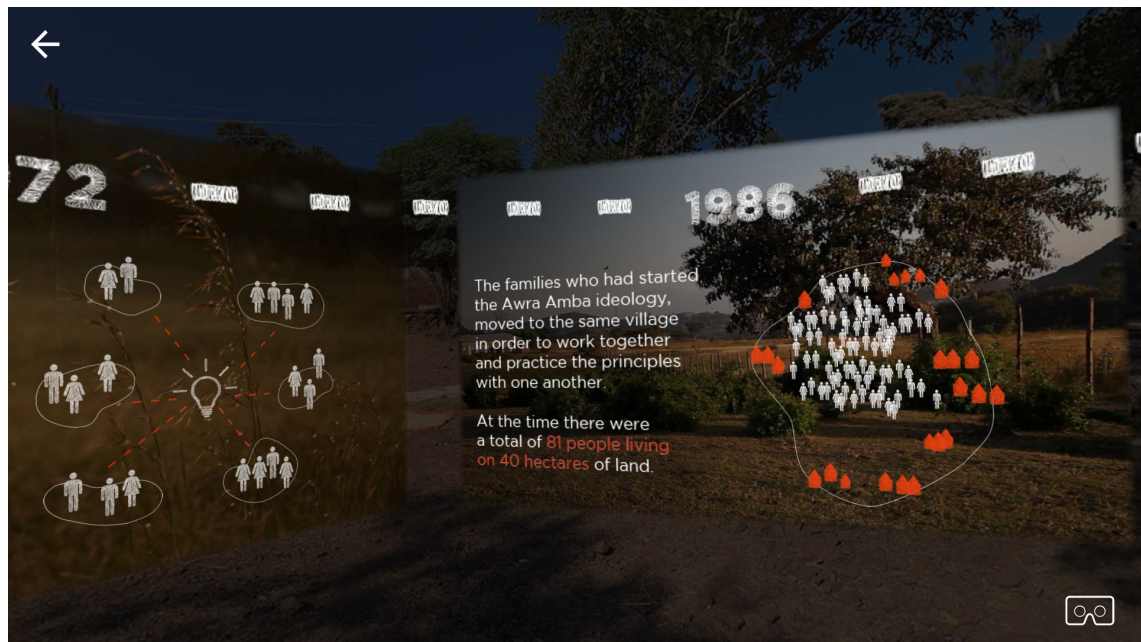 72
1986
The families who had started
the Awra Amba ideology,
moved to the same village
in order to work together
and practice the principles
with one another.
At the time there were
a total of 81 people living
on 40 hectares of land.